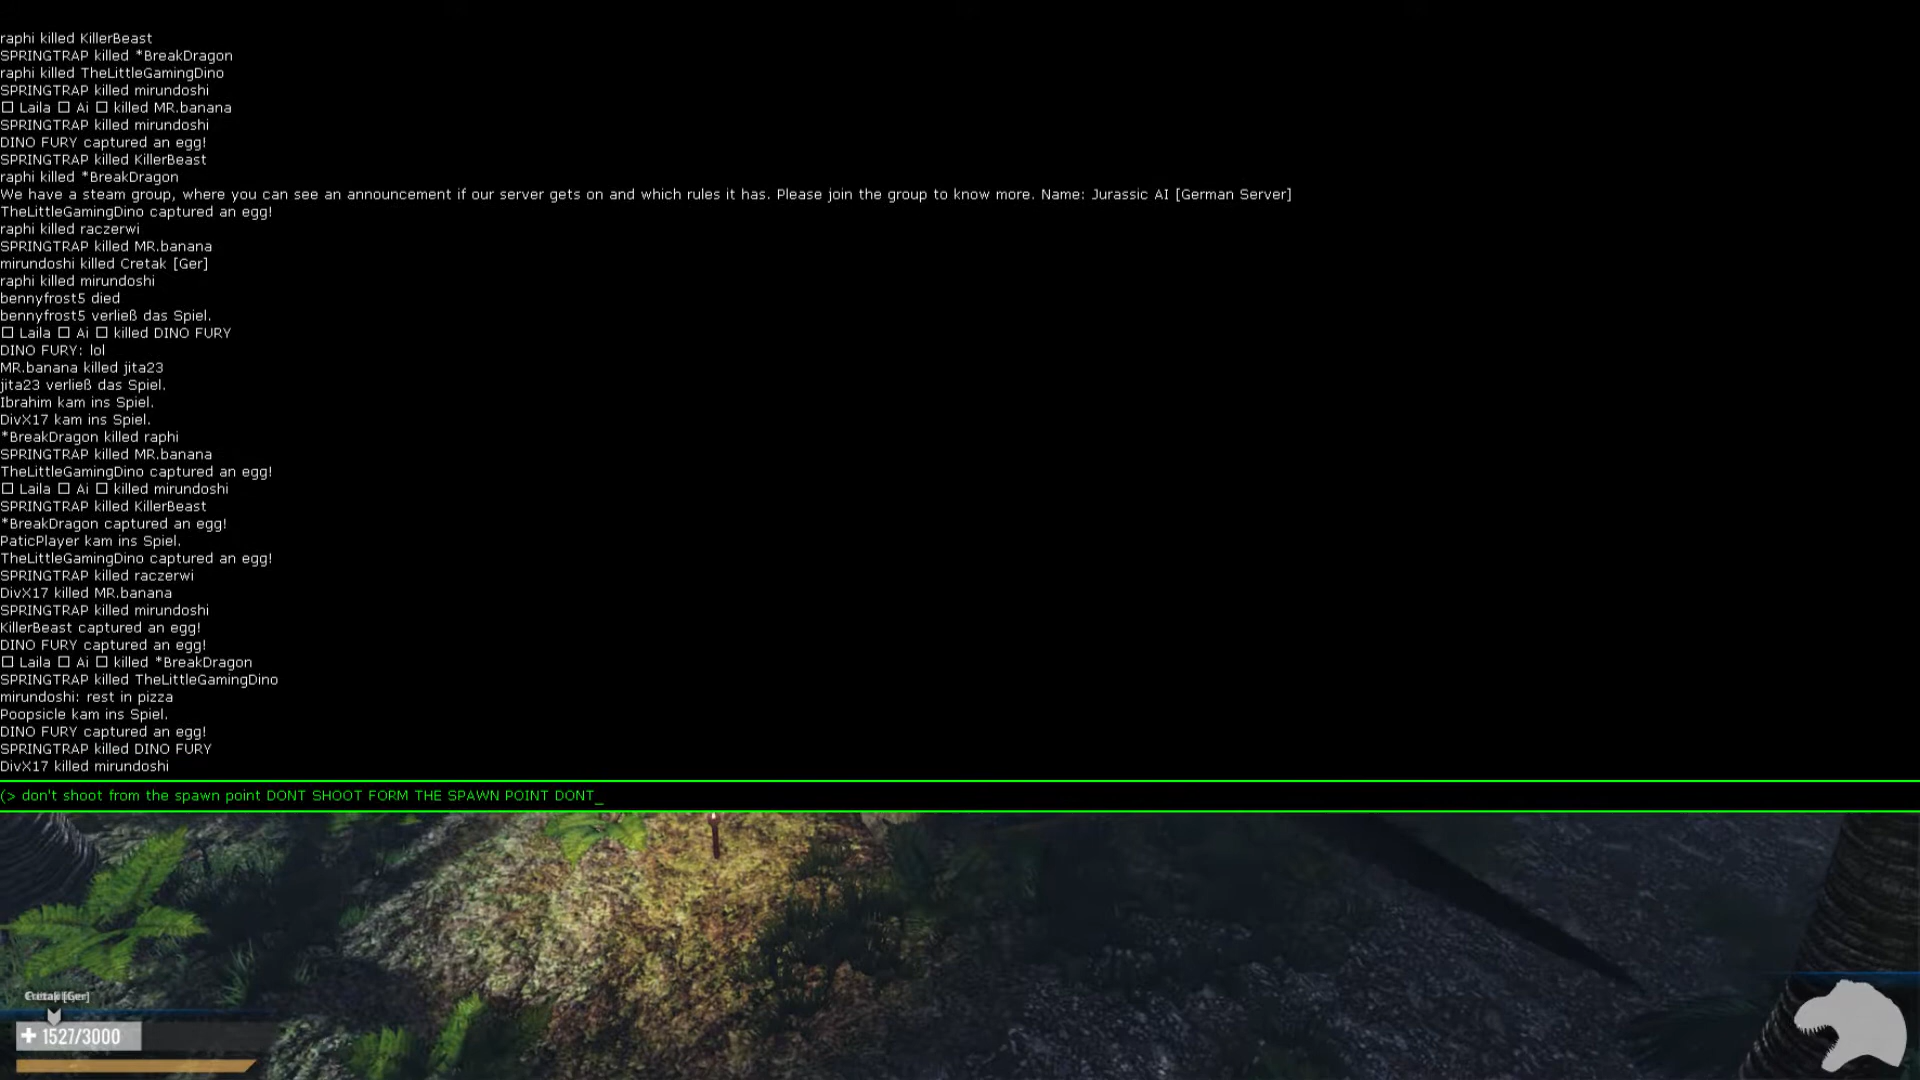 raphi killed KillerBeast
SPRINGTRAP killed *BreakDragon
raphi killed TheLittleGamingDino
SPRINGTRAP killed mirundoshi
□ Laila □ Ai □ killed MR.banana
SPRINGTRAP killed mirundoshi
DINO FURY captured an egg!
SPRINGTRAP killed KillerBeast
raphi killed *BreakDragon
We have a steam group, where you can see an announcement if our server gets on and which rules it has. Please join the group to know more. Name: Jurassic AI [German Server]
TheLittleGamingDino captured an egg!
raphi killed raczerwi
SPRINGTRAP killed MR.banana
mirundoshi killed Cretak [Ger]
raphi killed mirundoshi
bennyfrost5 died
bennyfrost5 verließ das Spiel.
□ Laila □ Ai □ killed DINO FURY
DINO FURY: lol
MR.banana killed jita23
jita23 verließ das Spiel.
Ibrahim kam ins Spiel.
DivX17 kam ins Spiel.
*BreakDragon killed raphi
SPRINGTRAP killed MR.banana
TheLittleGamingDino captured an egg!
□ Laila □ Ai □ killed mirundoshi
SPRINGTRAP killed KillerBeast
*BreakDragon captured an egg!
PaticPlayer kam ins Spiel.
TheLittleGamingDino captured an egg!
SPRINGTRAP killed raczerwi
DivX17 killed MR.banana
SPRINGTRAP killed mirundoshi
KillerBeast captured an egg!
DINO FURY captured an egg!
□ Laila □ Ai □ killed *BreakDragon
SPRINGTRAP killed TheLittleGamingDino
mirundoshi: rest in pizza
Poopsicle kam ins Spiel.
DINO FURY captured an egg!
SPRINGTRAP killed DINO FURY
DivX17 killed mirundoshi
(> don't shoot from the spawn point DONT SHOOT FORM THE SPAWN POINT DONT_
[Ger]
+ 1527/3000